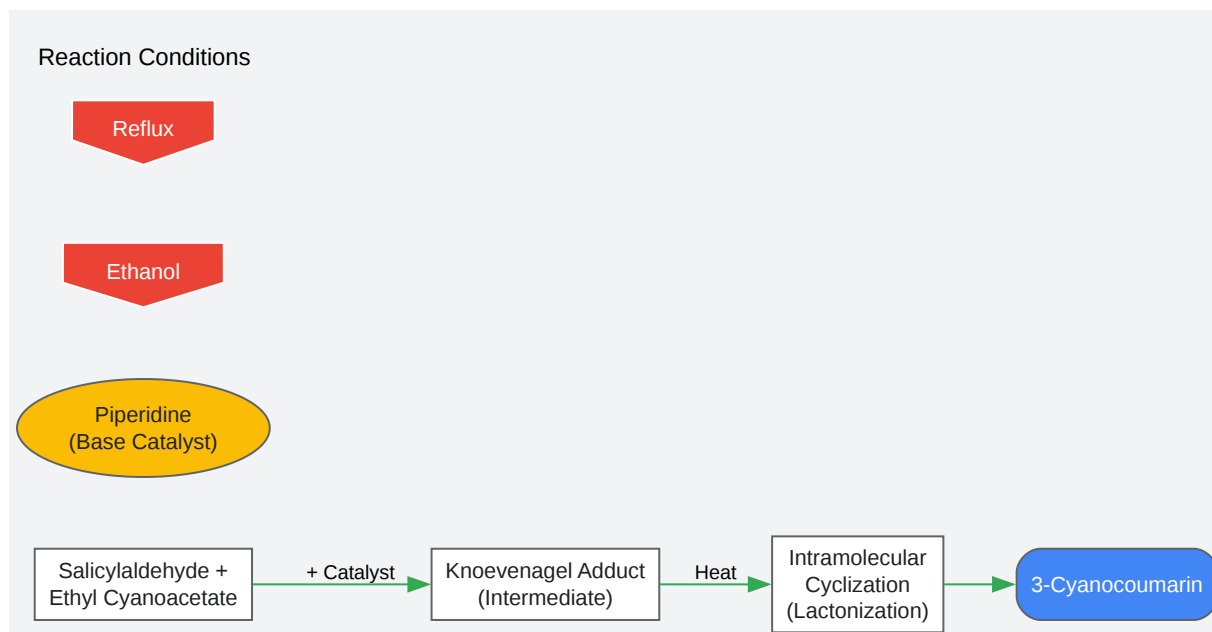 Reaction Conditions
Reflux
Ethanol
Piperidine
(Base Catalyst)
Salicylaldehyde +
Ethyl Cyanoacetate
+ Catalyst
Knoevenagel Adduct
(Intermediate)
Heat
Intramolecular
Cyclization
(Lactonization)
3-Cyanocoumarin